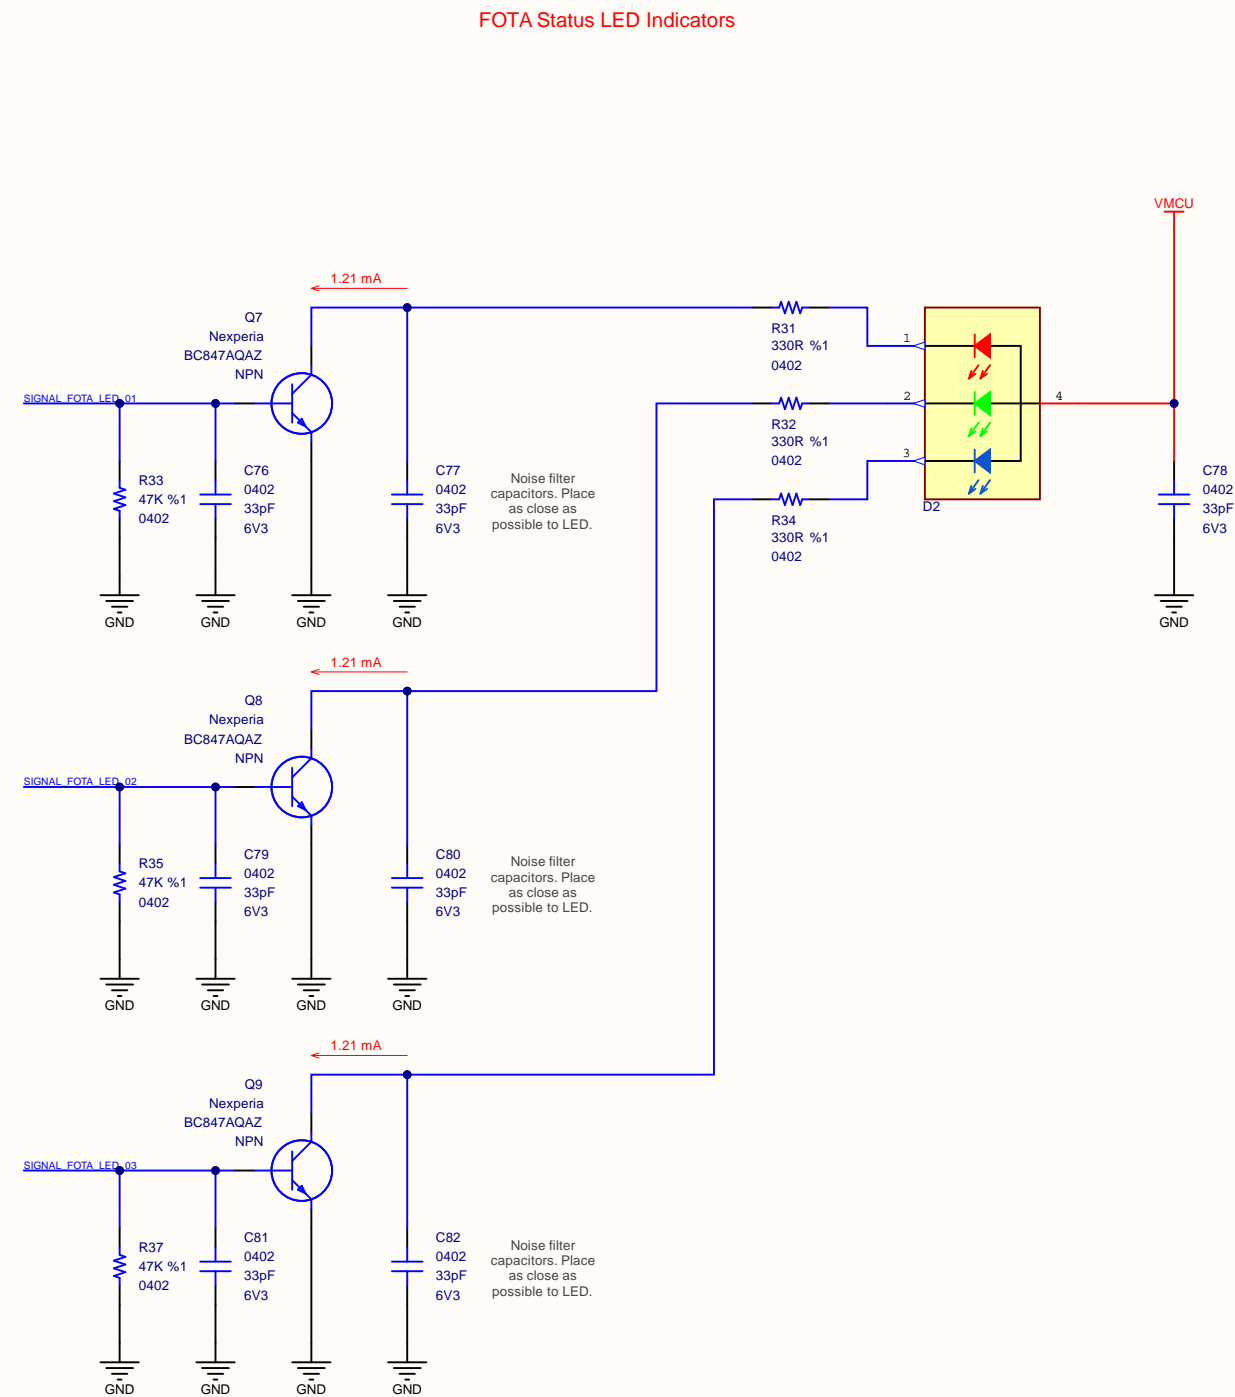 FOTA Status LED Indicators
VMCU
1.21 mA
Q7
Nexperia
BC847AQAZ
NPN
SIGNAL_FOTA_LED_01
R33
47K %1
0402
C76
0402
33pF
6V3
C77
0402
33pF
6V3
Noise filter
capacitors. Place
as close as
possible to LED.
GND
GND
GND
GND
R31
330R %1
0402
R32
330R %1
0402
R34
330R %1
0402
1
2
3
4
D2
C78
0402
33pF
6V3
GND
1.21 mA
Q8
Nexperia
BC847AQAZ
NPN
SIGNAL_FOTA_LED_02
R35
47K %1
0402
C79
0402
33pF
6V3
C80
0402
33pF
6V3
Noise filter
capacitors. Place
as close as
possible to LED.
GND
GND
GND
GND
1.21 mA
Q9
Nexperia
BC847AQAZ
NPN
SIGNAL_FOTA_LED_03
R37
47K %1
0402
C81
0402
33pF
6V3
C82
0402
33pF
6V3
Noise filter
capacitors. Place
as close as
possible to LED.
GND
GND
GND
GND